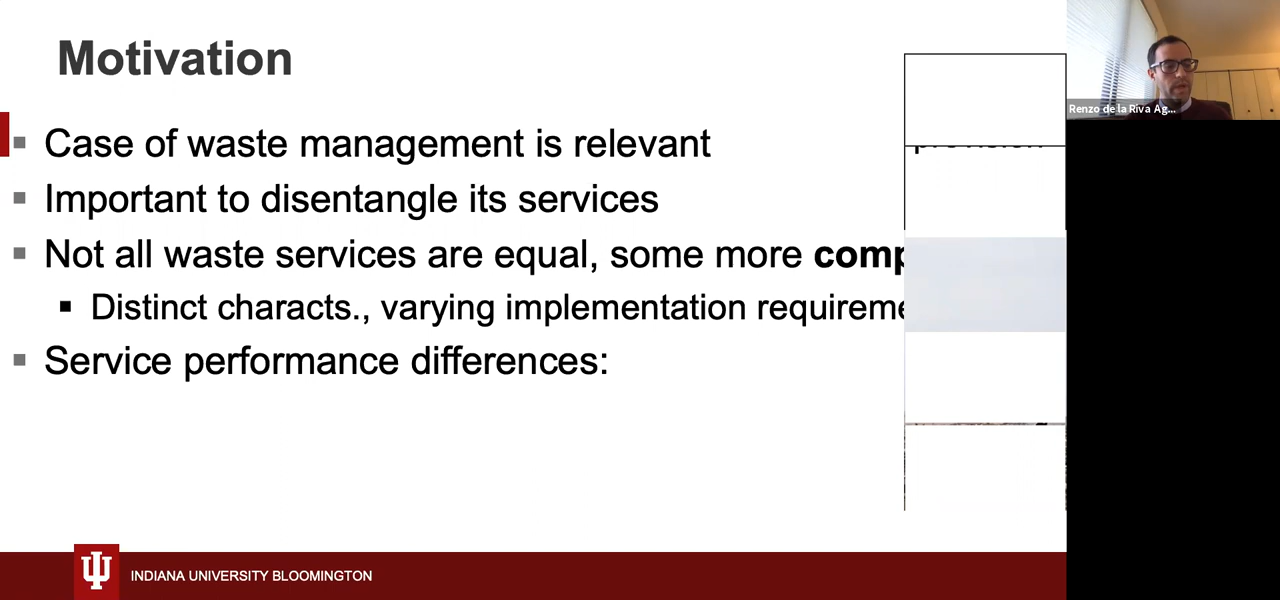 Motivation
Case of waste management is relevant
Important to disentangle its services
Not all waste services are equal, some more comp
Distinct characts., varying implementation requireme
Service performance differences:
INDIANA UNIVERSITY BLOOMINGTON
Renzo de la Riva Ag...